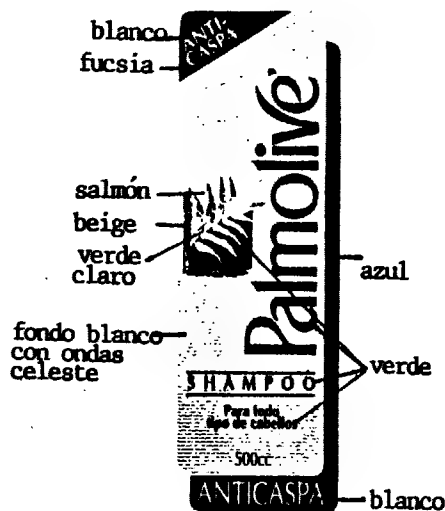 blanco
fucsia
ANTI-
CASPA
salmón
beige
verde
claro
Palmolive
azul
fondo blanco
con ondas
celeste
verde
SHAMPOO
Para todo
tipo de cabellos
500cc
ANTICASPA
blanco